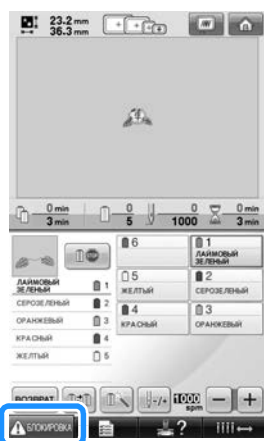 23.2 mm
36.3 mm
0 min
3 min
0
5
0
1000
0 min
3 min
ЛАЙМОВЫЙ ЗЕЛЕНЫЙ 1
СЕРОЗЕЛЕНЫЙ 2
ОРАНЖЕВЫЙ 3
КРАСНЫЙ 4
ЖЕЛТЫЙ 5
6
1
ЛАЙМОВЫЙ
ЗЕЛЕНЫЙ
5
ЖЕЛТЫЙ
2
СЕРОЗЕЛЕНЫЙ
4
КРАСНЫЙ
3
ОРАНЖЕВЫЙ
ВОЗВРАТ
-/+
1000
spm
− +
БЛОКИРОВКА
?